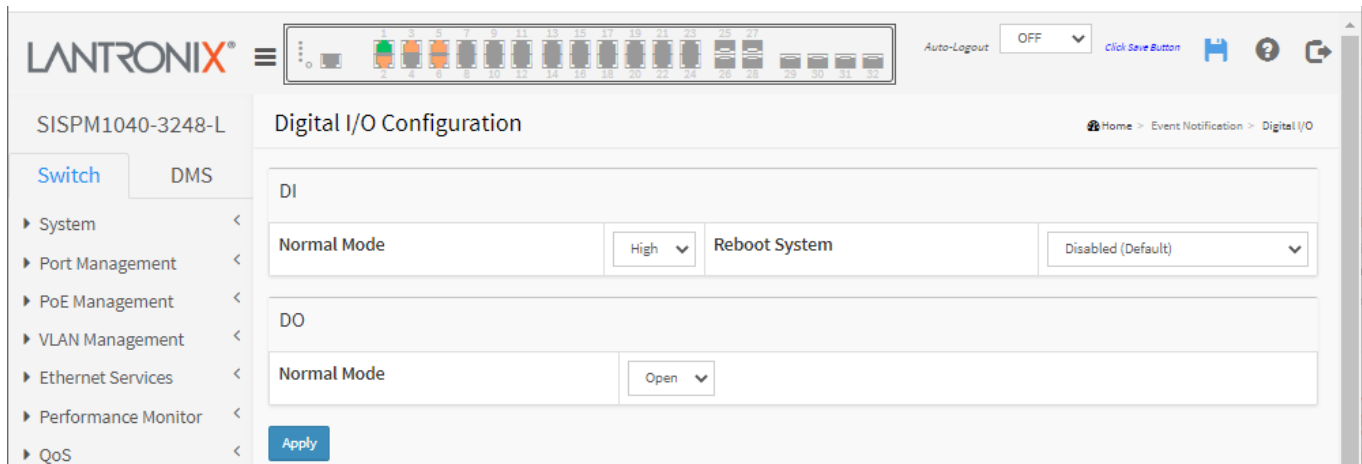 LANTRONIX®
1 3 5 7 9 11 13 15 17 19 21 23 25 27
2 4 6 8 10 12 14 16 18 20 22 24 26 28 29 30 31 32
Auto-Logout OFF Click Save Button
SISPM1040-3248-L
Digital I/O Configuration
Home > Event Notification > Digital I/O
Switch DMS
System
Port Management
PoE Management
VLAN Management
Ethernet Services
Performance Monitor
QoS
DI
Normal Mode High Reboot System Disabled (Default)
DO
Normal Mode Open
Apply